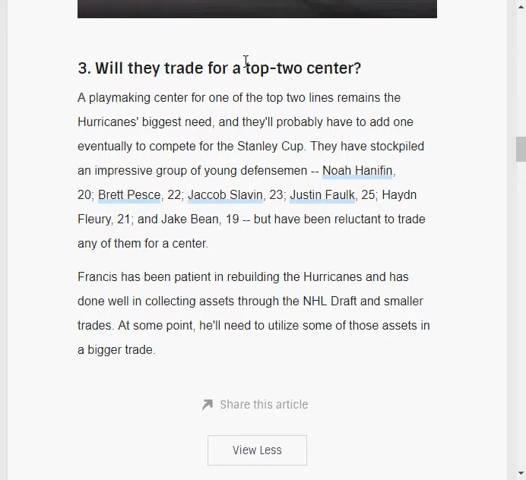 3. Will they trade for a top-two center?
A playmaking center for one of the top two lines remains the
Hurricanes' biggest need, and they'll probably have to add one
eventually to compete for the Stanley Cup. They have stockpiled
an impressive group of young defensemen -- Noah Hanifin,
20; Brett Pesce, 22; Jaccob Slavin, 23; Justin Faulk, 25; Haydn
Fleury, 21; and Jake Bean, 19 -- but have been reluctant to trade
any of them for a center.
Francis has been patient in rebuilding the Hurricanes and has
done well in collecting assets through the NHL Draft and smaller
trades. At some point, he'll need to utilize some of those assets in
a bigger trade.
Share this article
View Less